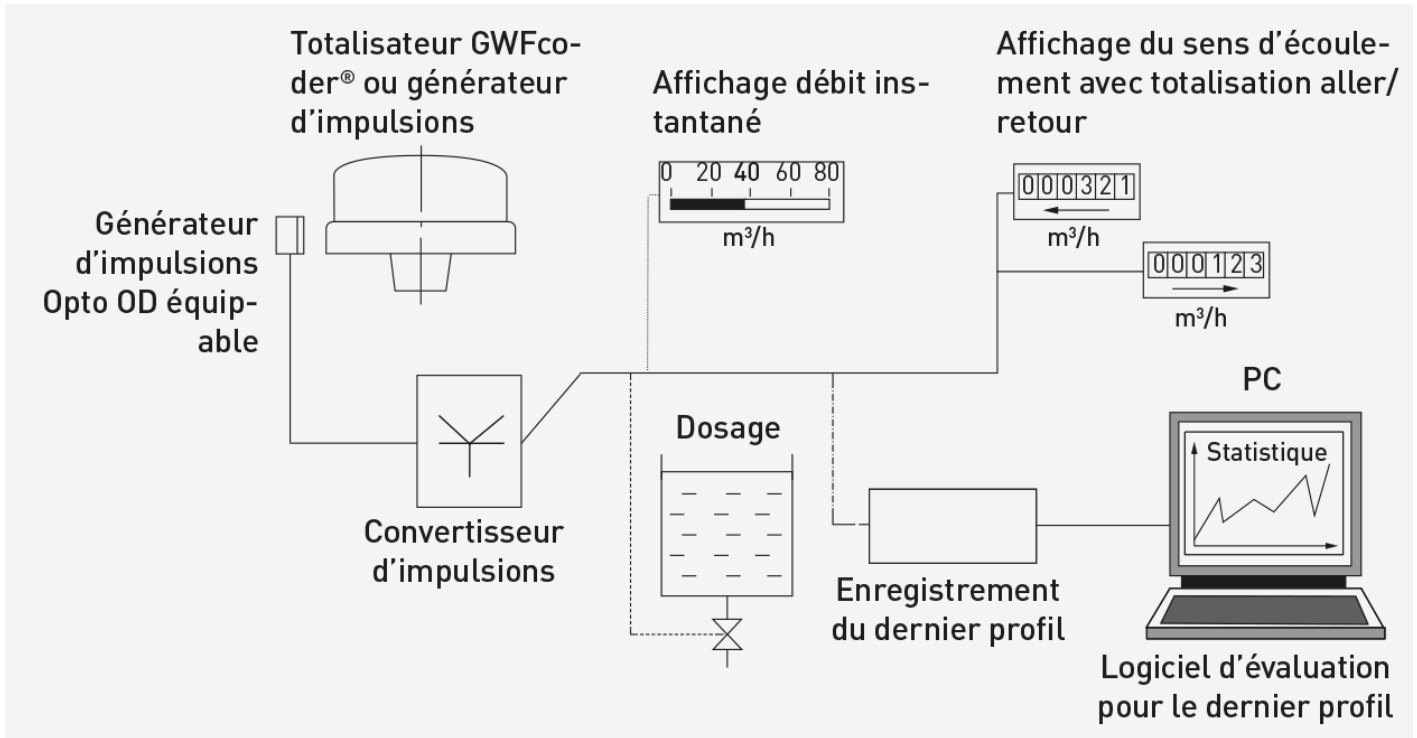 Totalisateur GWFco-
der® ou générateur
d'impulsions
Affichage débit ins-
tantané
Affichage du sens d'écoule-
ment avec totalisation aller/
retour
0 20 40 60 80
m³/h
000321
m³/h
000123
m³/h
Générateur
d'impulsions
Opto OD équip-
able
Convertisseur
d'impulsions
Dosage
Enregistrement
du dernier profil
PC
Statistique
Logiciel d'évaluation
pour le dernier profil